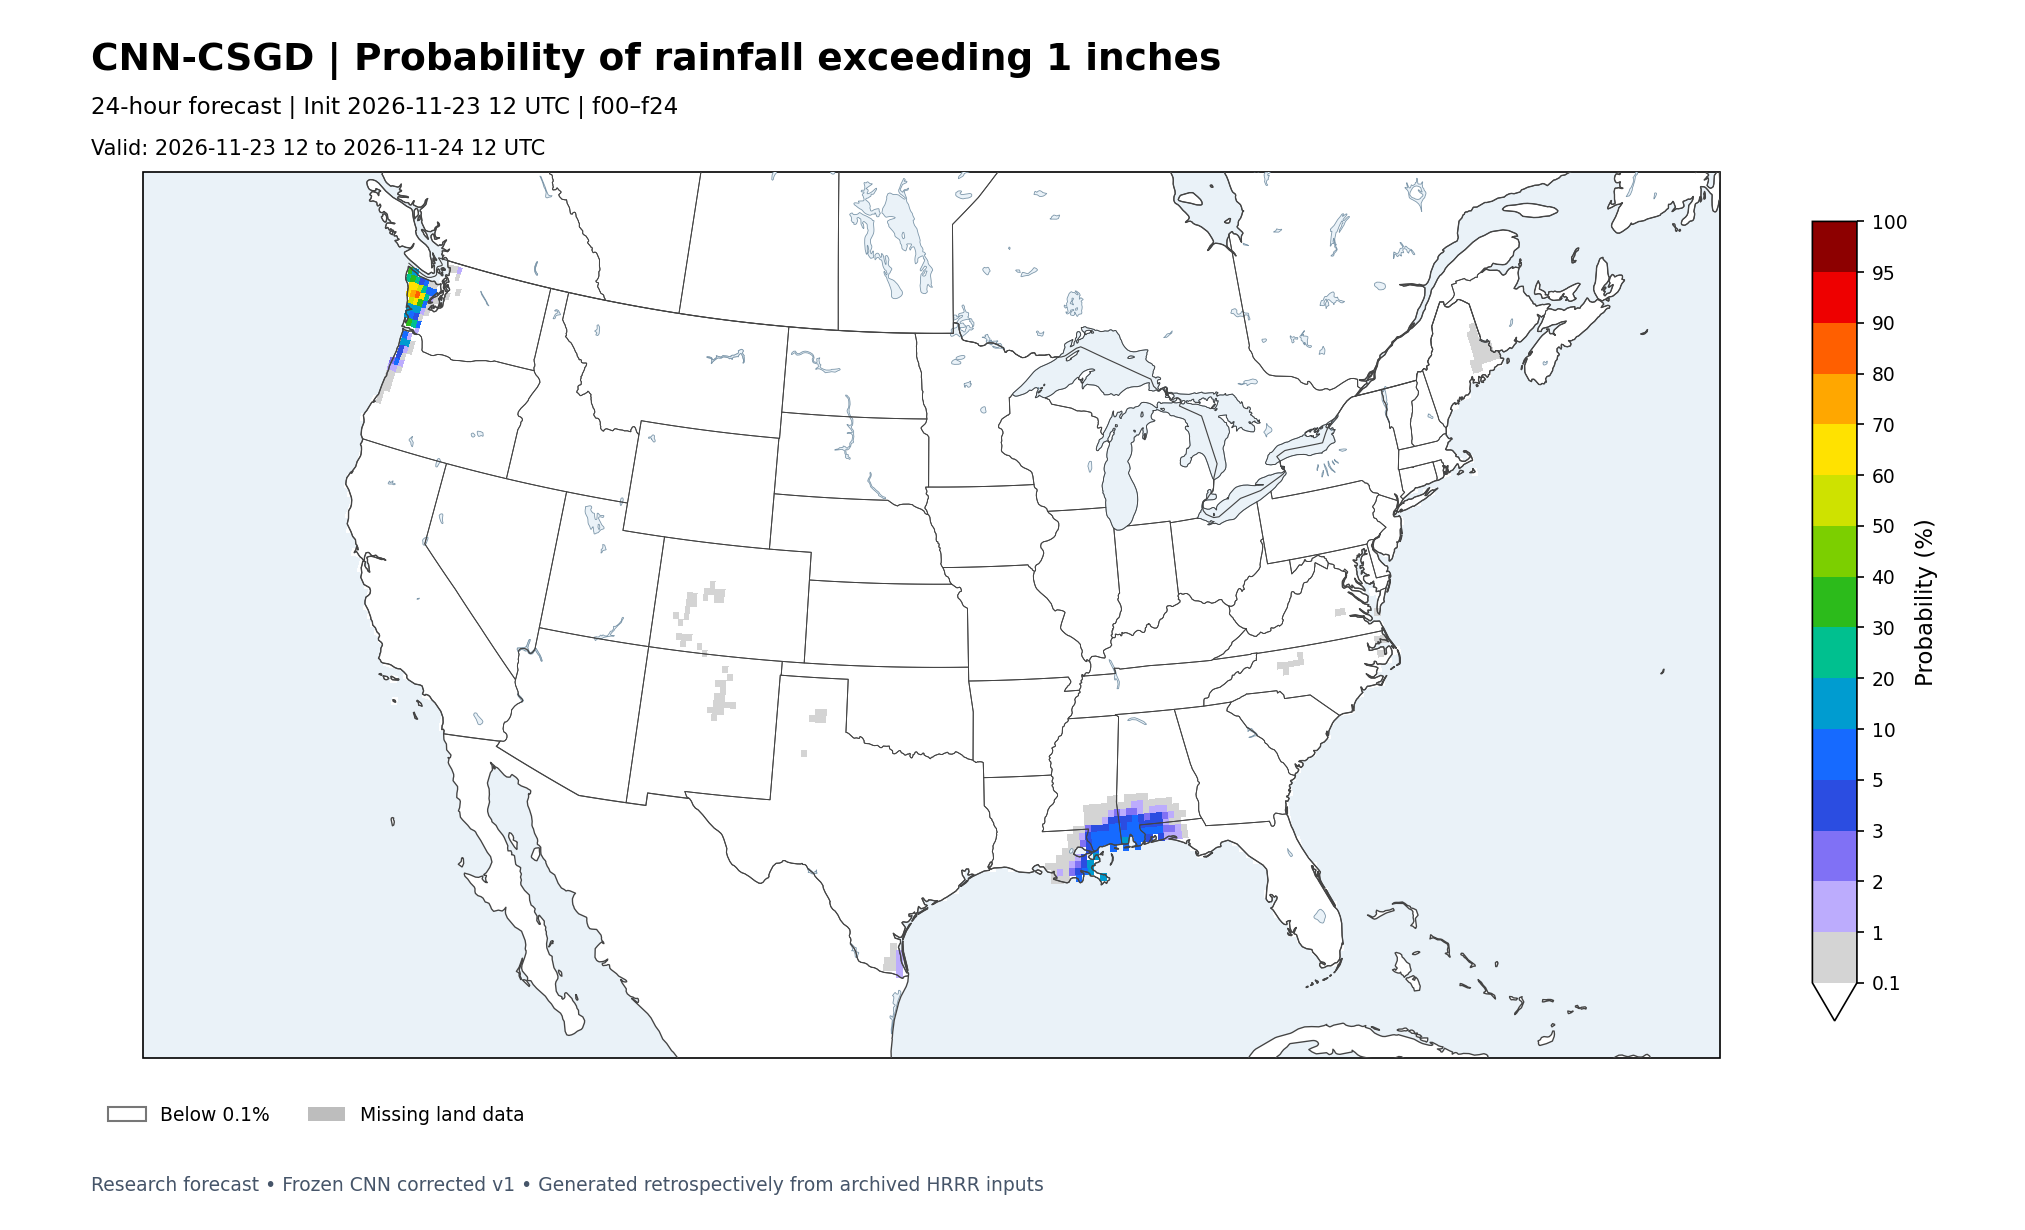 CNN-CSGD | Probability of rainfall exceeding 1 inches
24-hour forecast | Init 2026-11-23 12 UTC | f00–f24
Valid: 2026-11-23 12 to 2026-11-24 12 UTC
100
95
90
80
70
60
50
40
30
20
10
5
3
2
1
0.1
Probability (%)
Below 0.1%
Missing land data
Research forecast • Frozen CNN corrected v1 • Generated retrospectively from archived HRRR inputs